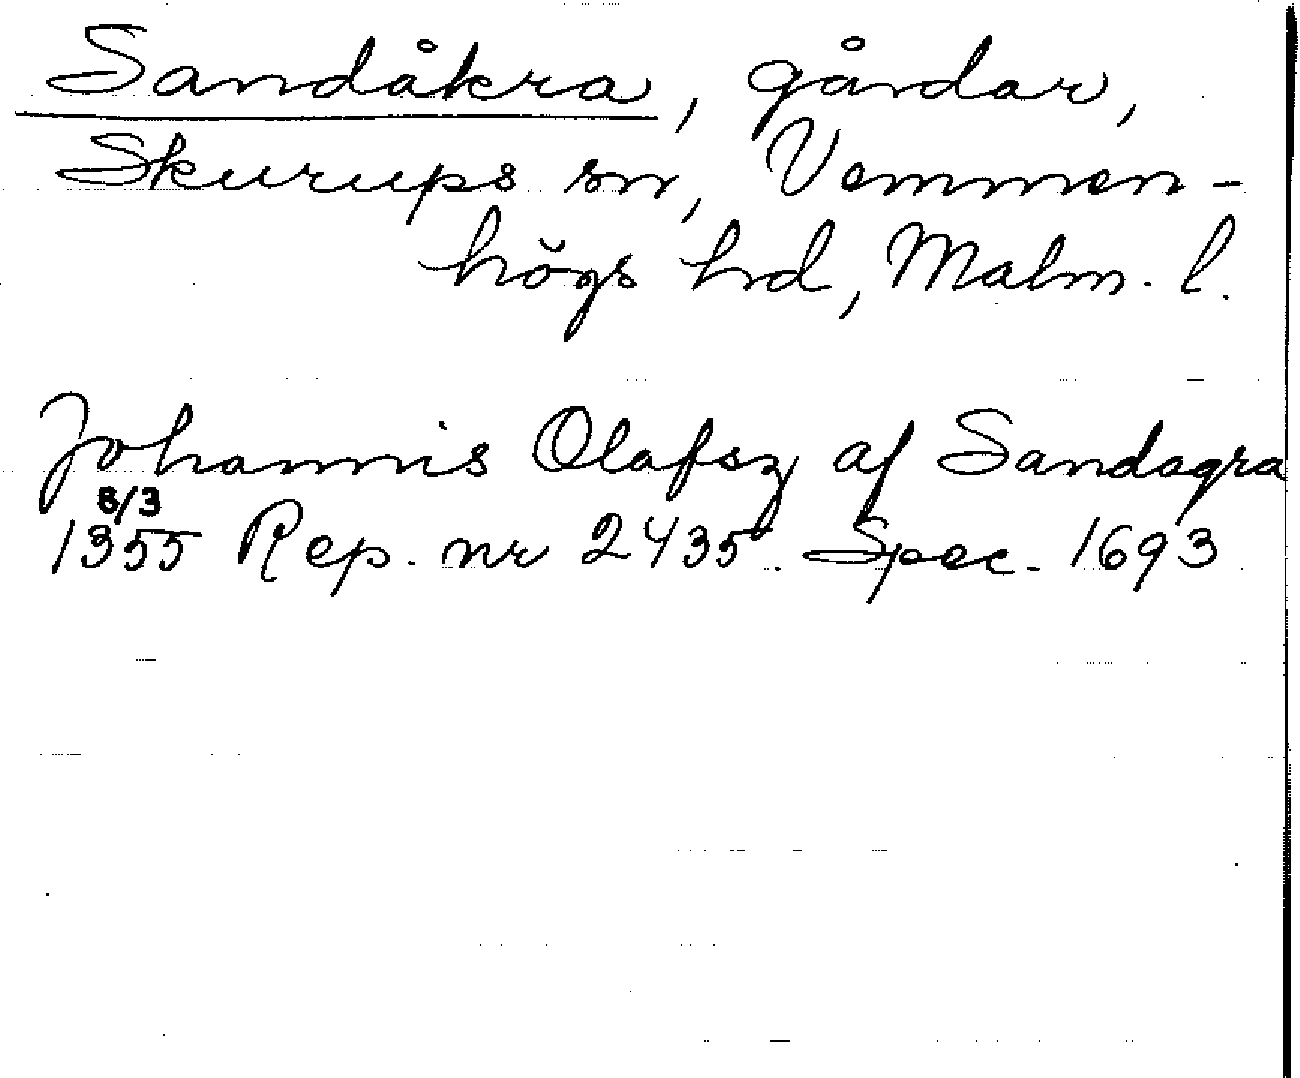 Sandåkra, gårdar,
Skurups sn, Vemmen-
högs hd, Malm. l.
Johannis Olafsz af Sandagra
8/3
1355 Rep. nr 2435. Spec. 1693